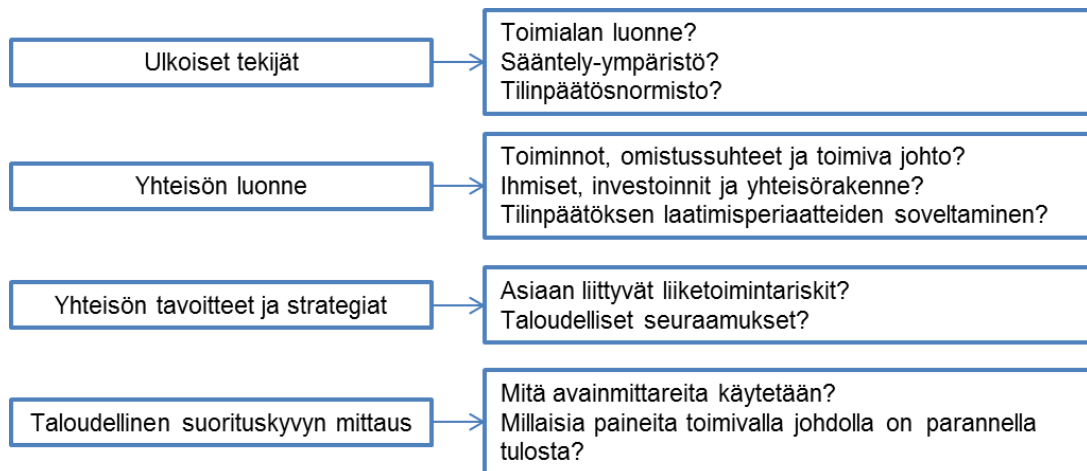 Ulkoiset tekijät
Toimialan luonne?
Sääntely-ympäristö?
Tilinpäätösnormisto?
Yhteisön luonne
Toiminnot, omistussuhteet ja toimiva johto?
Ihmiset, investoinnit ja yhteisörakenne?
Tilinpäätöksen laatimisperiaatteiden soveltaminen?
Yhteisön tavoitteet ja strategiat
Asiaan liittyvät liiketoimintariskit?
Taloudelliset seuraamukset?
Taloudellinen suorituskyvyn mittaus
Mitä avainmittareita käytetään?
Millaisia paineita toimivalla johdolla on parannella
tulosta?